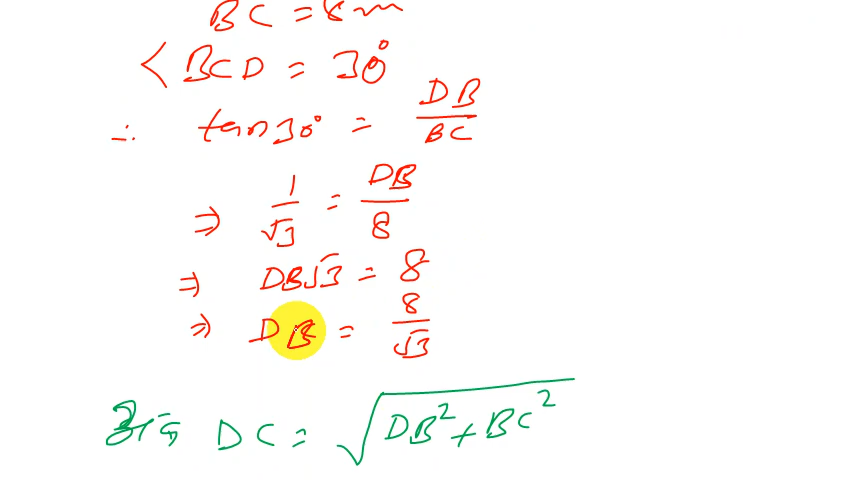 BC = 8m
< BCD = 30°
∴ tan30° = DB/BC
⇒ 1/√3 = DB/8
⇒ DB√3 = 8
⇒ DB = 8/√3
DC = √(DB² + BC²)